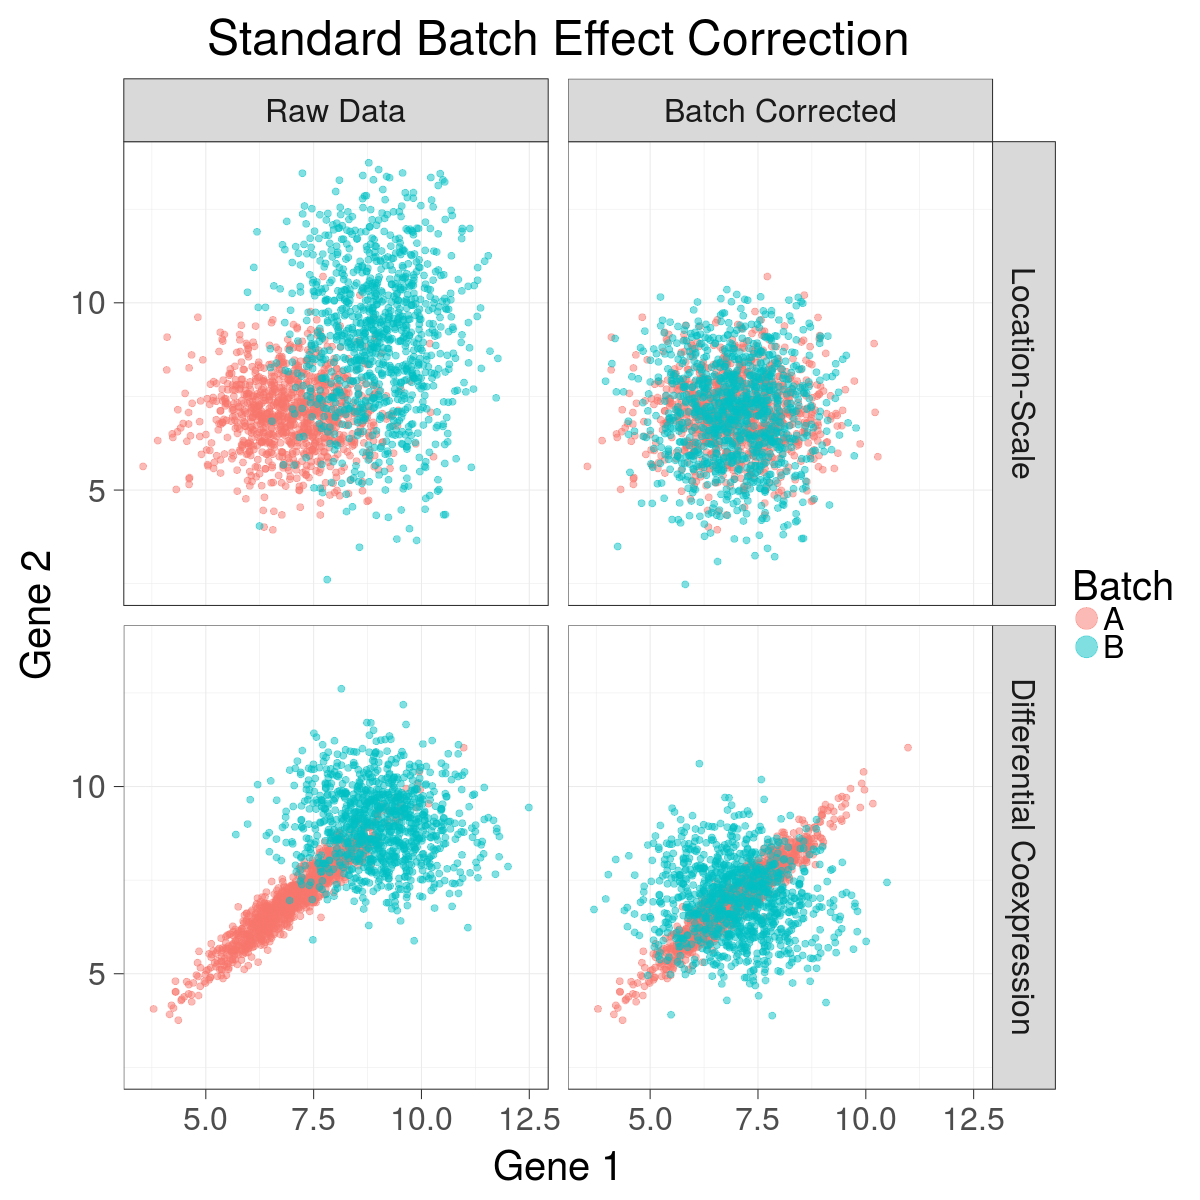 Standard Batch Effect Correction
Raw Data
Batch Corrected
Location-Scale
Differential Coexpression
10
5
10
5
Gene 2
5.0 7.5 10.0 12.5
5.0 7.5 10.0 12.5
Gene 1
Batch
A
B